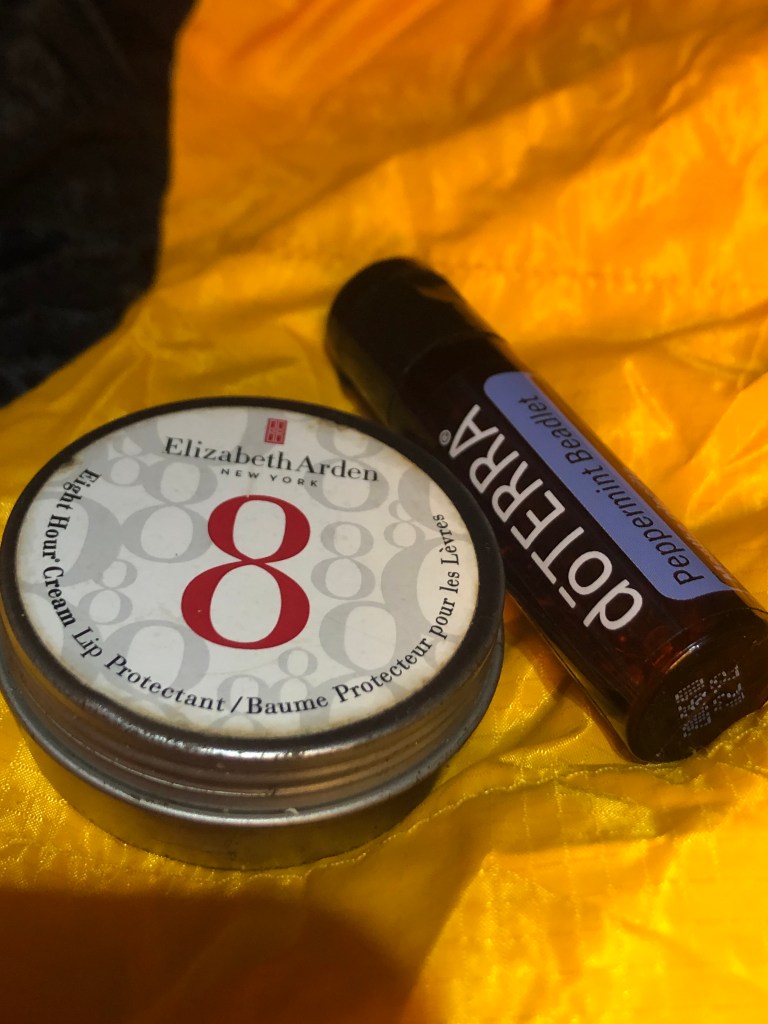 Elizabeth Arden
NEW YORK
8
Eight Hour® Cream Lip Protectant / Baume Protecteur pour les Lèvres
dōTERRA®
Peppermint Beadlet